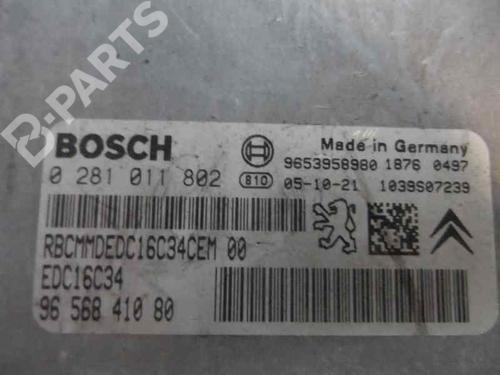 B-PARTS
BOSCH
Made in Germany
9653958980 1876 0497
0 281 011 802 810 05-10-21 1039S07239
RBCMMDEDC16C34CEM 00
EDC16C34
96 568 410 80